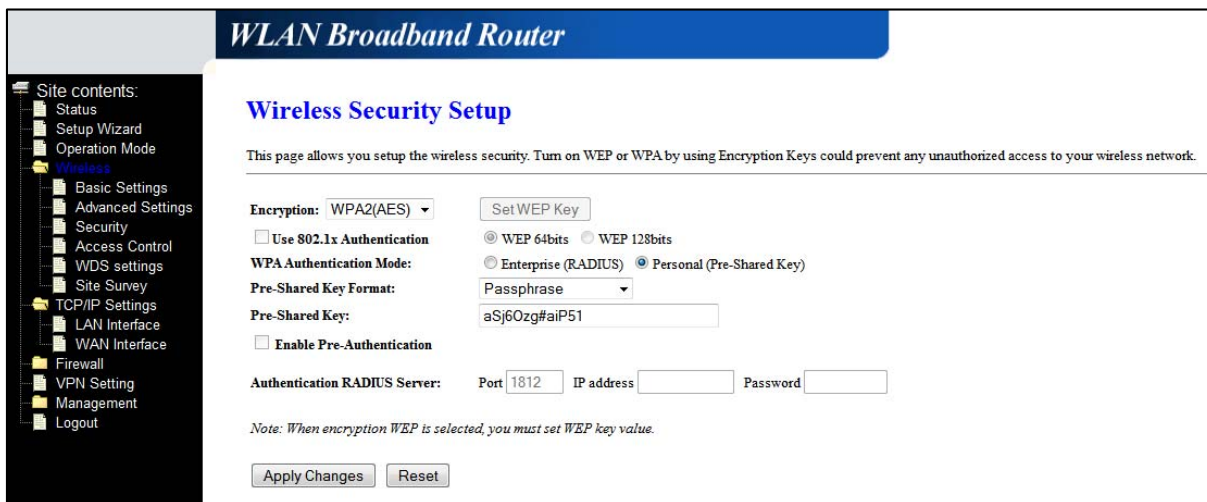 WLAN Broadband Router
Site contents:
Status
Setup Wizard
Operation Mode
Wireless
Basic Settings
Advanced Settings
Security
Access Control
WDS settings
Site Survey
TCP/IP Settings
LAN Interface
WAN Interface
Firewall
VPN Setting
Management
Logout
Wireless Security Setup
This page allows you setup the wireless security. Turn on WEP or WPA by using Encryption Keys could prevent any unauthorized access to your wireless network.
Encryption: WPA2(AES) Set WEP Key
Use 802.1x Authentication WEP 64bits WEP 128bits
WPA Authentication Mode: Enterprise (RADIUS) Personal (Pre-Shared Key)
Pre-Shared Key Format: Passphrase
Pre-Shared Key: aSj6Ozg#aiP51
Enable Pre-Authentication
Authentication RADIUS Server: Port 1812 IP address Password
Note: When encryption WEP is selected, you must set WEP key value.
Apply Changes Reset